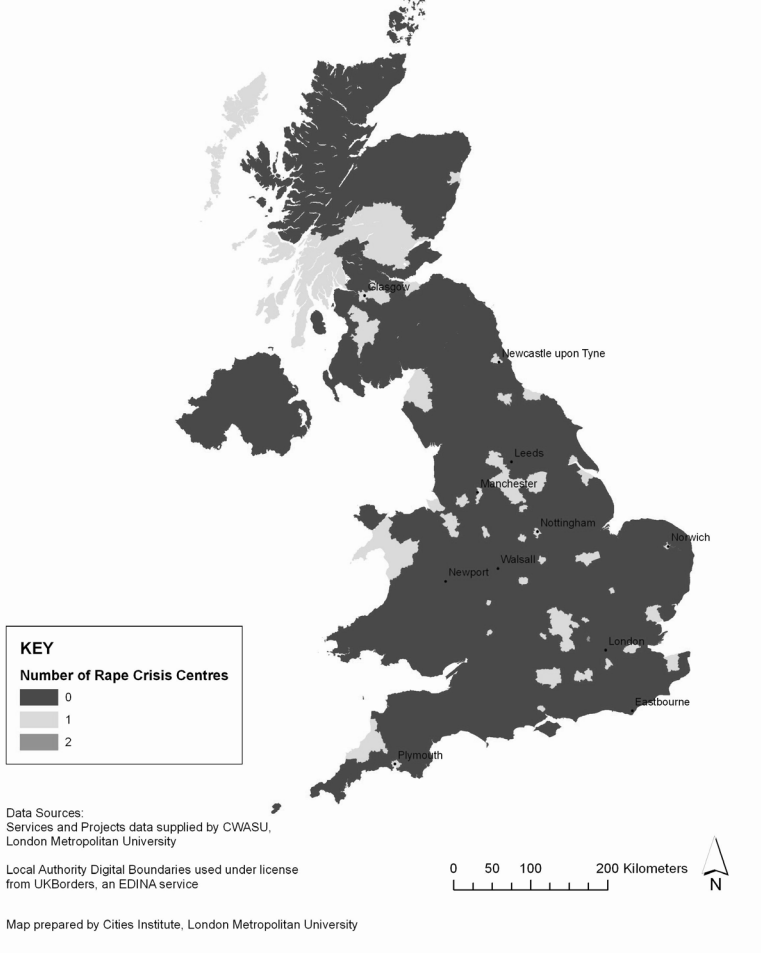 Glasgow
Newcastle upon Tyne
Leeds
Manchester
Nottingham
Norwich
Walsall
Newport
London
Eastbourne
Plymouth
KEY
Number of Rape Crisis Centres
0
1
2
Data Sources:
Services and Projects data supplied by CWASU,
London Metropolitan University
Local Authority Digital Boundaries used under license
from UKBorders, an EDINA service
Map prepared by Cities Institute, London Metropolitan University
0 50 100 200 Kilometers
N